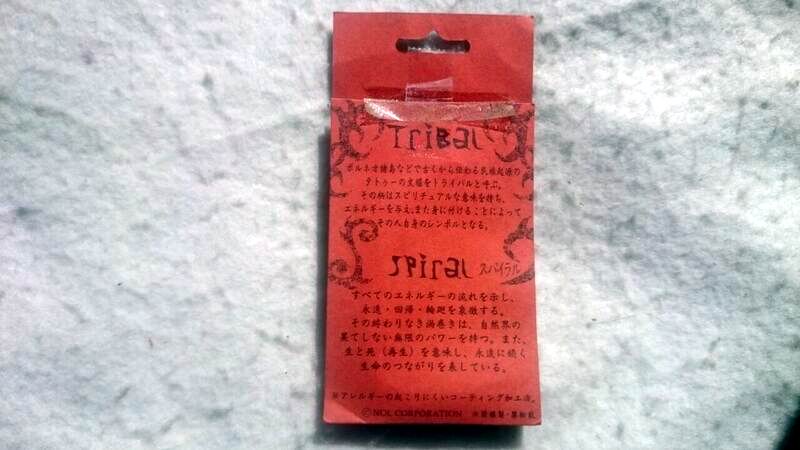 TriBal
ボルネオ諸島などで古くから伝わる民族起源の
テトゥーの文様をトライバルと呼ぶ。
その柄はスピリチュアルな意味を持ち、
エネルギーを与え、また身に付けることによって
その人自身のシンボルとなる。
spiral スパイラル
すべてのエネルギーの流れを示し、
永遠・回帰・輪廻を象徴する。
その終わりなき渦巻きは、自然界の
果てしない無限のパワーを持つ。また、
生と死（再生）を意味し、永遠に続く
生命のつながりを表している。
※アレルギーの起こりにくいコーティング加工済。
©NOL CORPORATION